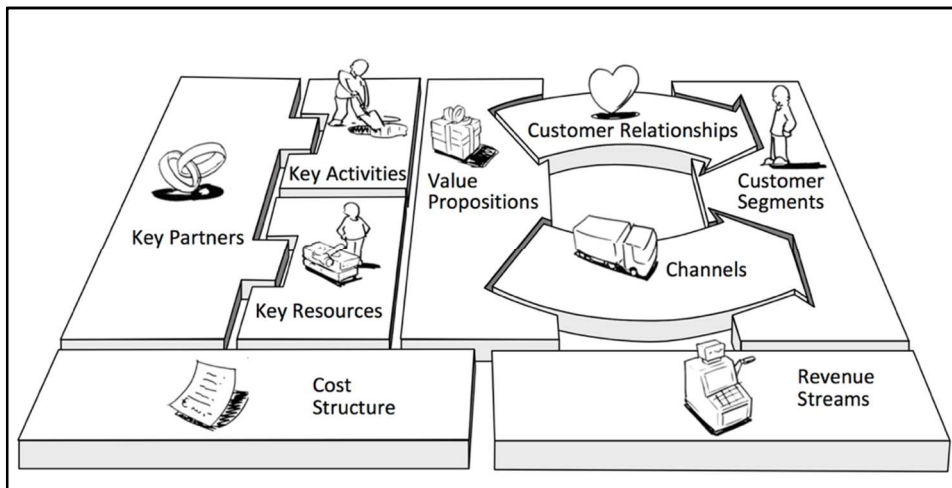 Key Partners
Key Activities
Key Resources
Value
Propositions
Customer Relationships
Channels
Customer
Segments
Cost
Structure
Revenue
Streams